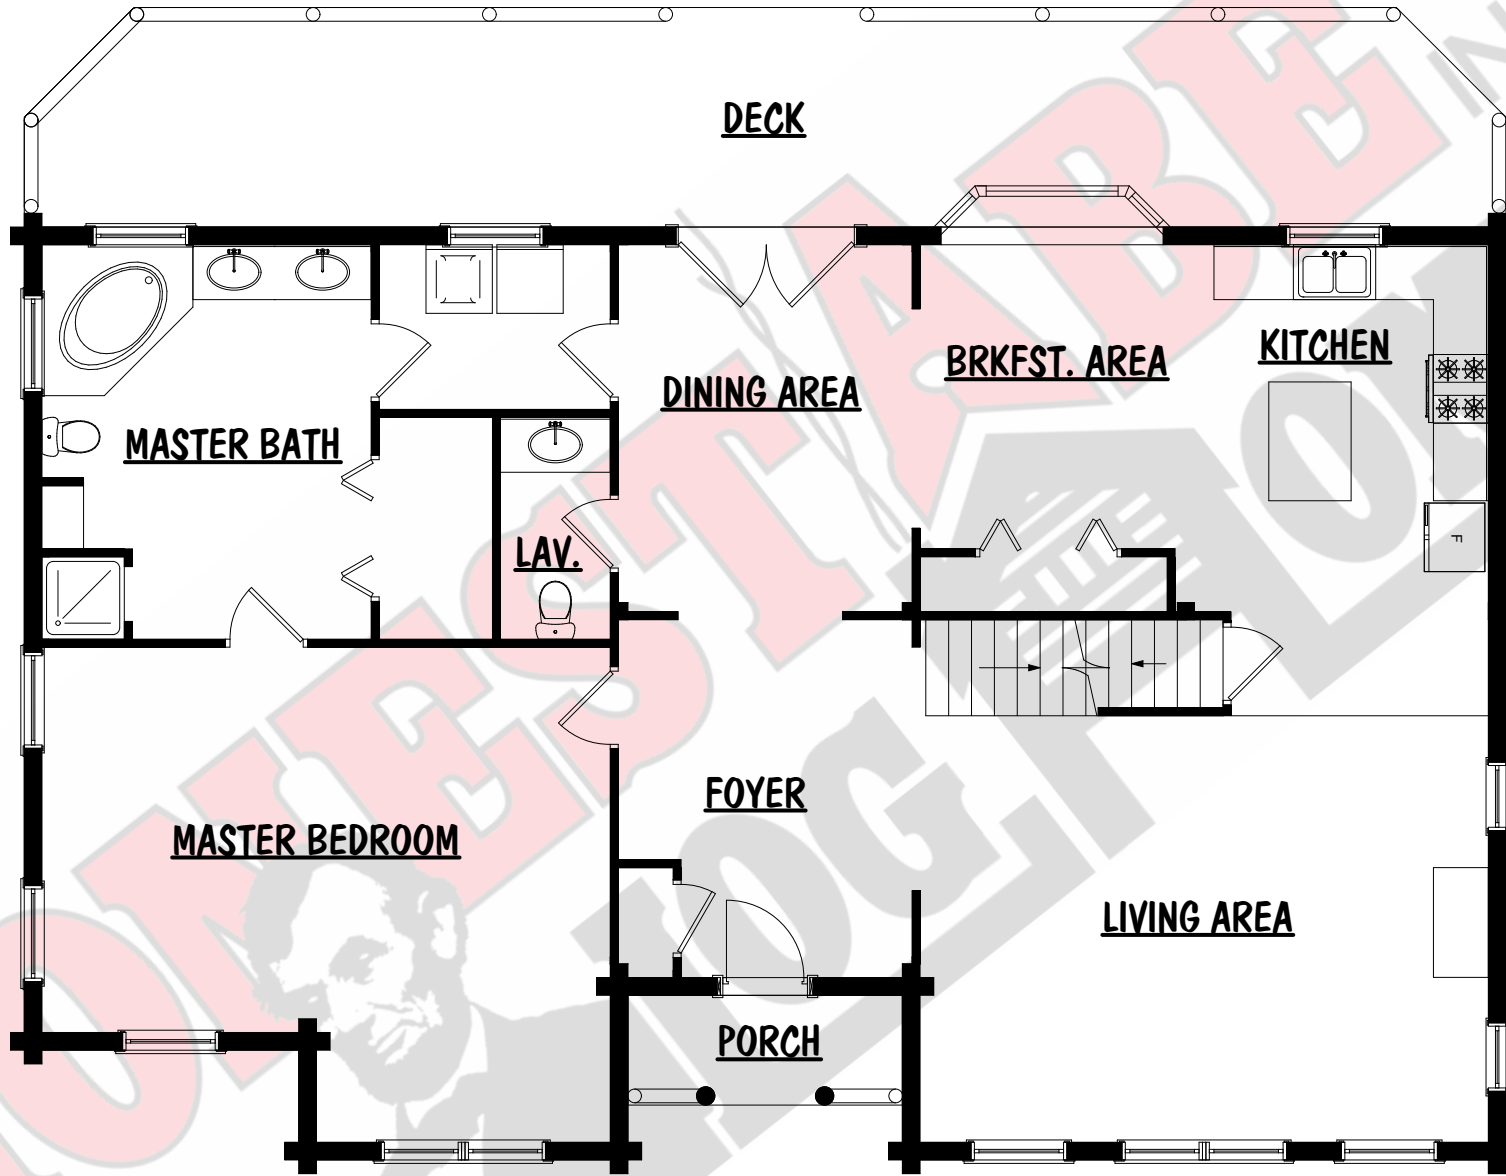 DECK
KITCHEN
BRKFST. AREA
DINING AREA
MASTER BATH
F
LAV.
FOYER
MASTER BEDROOM
LIVING AREA
PORCH